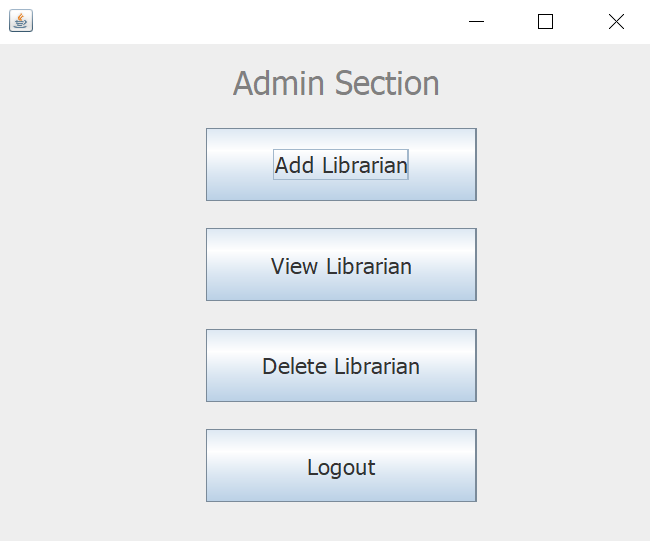 Admin Section
Add Librarian
View Librarian
Delete Librarian
Logout